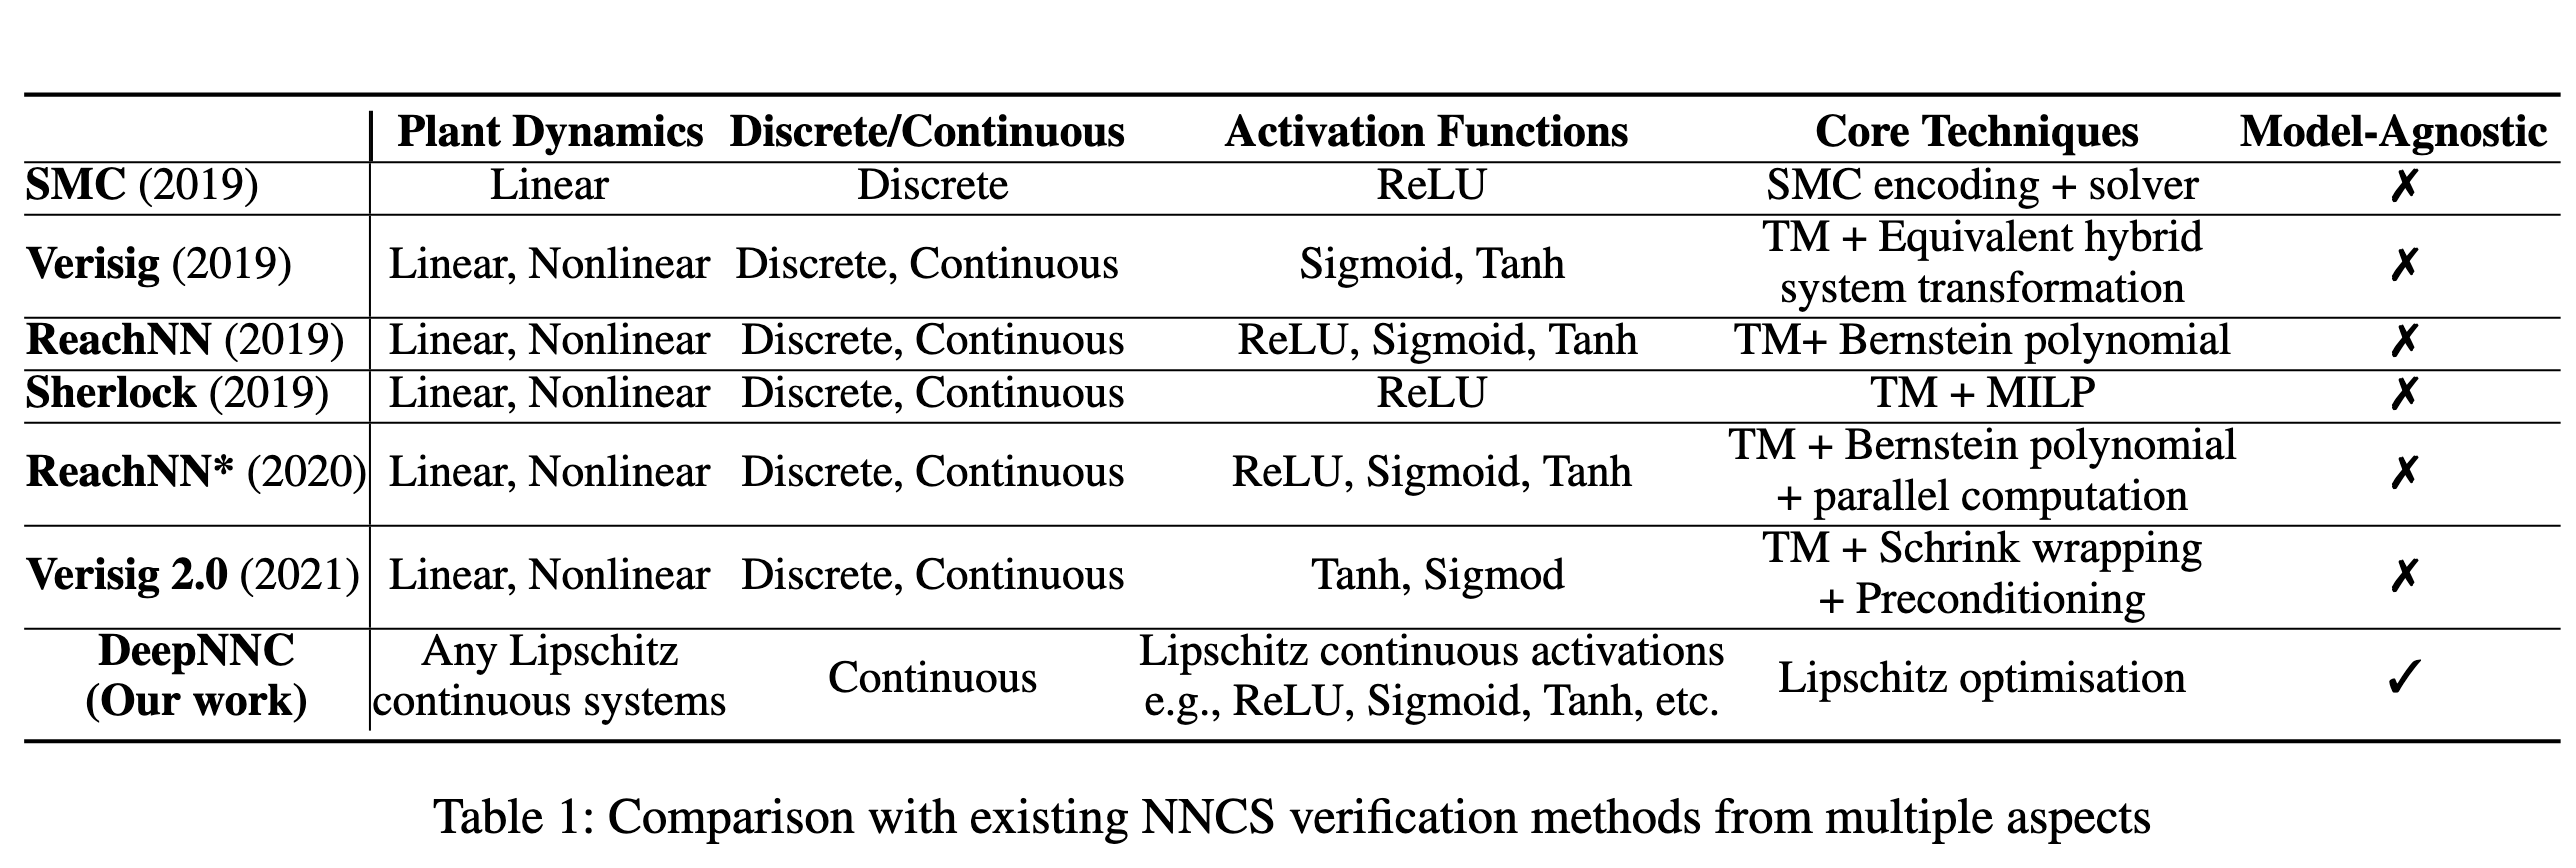 Plant Dynamics Discrete/Continuous Activation Functions Core Techniques Model-Agnostic
SMC (2019) Linear Discrete ReLU SMC encoding + solver ✗
Verisig (2019) Linear, Nonlinear Discrete, Continuous Sigmoid, Tanh TM + Equivalent hybrid
system transformation ✗
ReachNN (2019) Linear, Nonlinear Discrete, Continuous ReLU, Sigmoid, Tanh TM+ Bernstein polynomial ✗
Sherlock (2019) Linear, Nonlinear Discrete, Continuous ReLU TM + MILP ✗
ReachNN* (2020) Linear, Nonlinear Discrete, Continuous ReLU, Sigmoid, Tanh TM + Bernstein polynomial
+ parallel computation ✗
Verisig 2.0 (2021) Linear, Nonlinear Discrete, Continuous Tanh, Sigmod TM + Schrink wrapping
+ Preconditioning ✗
DeepNNC Any Lipschitz Continuous Lipschitz continuous activations Lipschitz optimisation ✓
(Our work) continuous systems e.g., ReLU, Sigmoid, Tanh, etc.
Table 1: Comparison with existing NNCS verification methods from multiple aspects